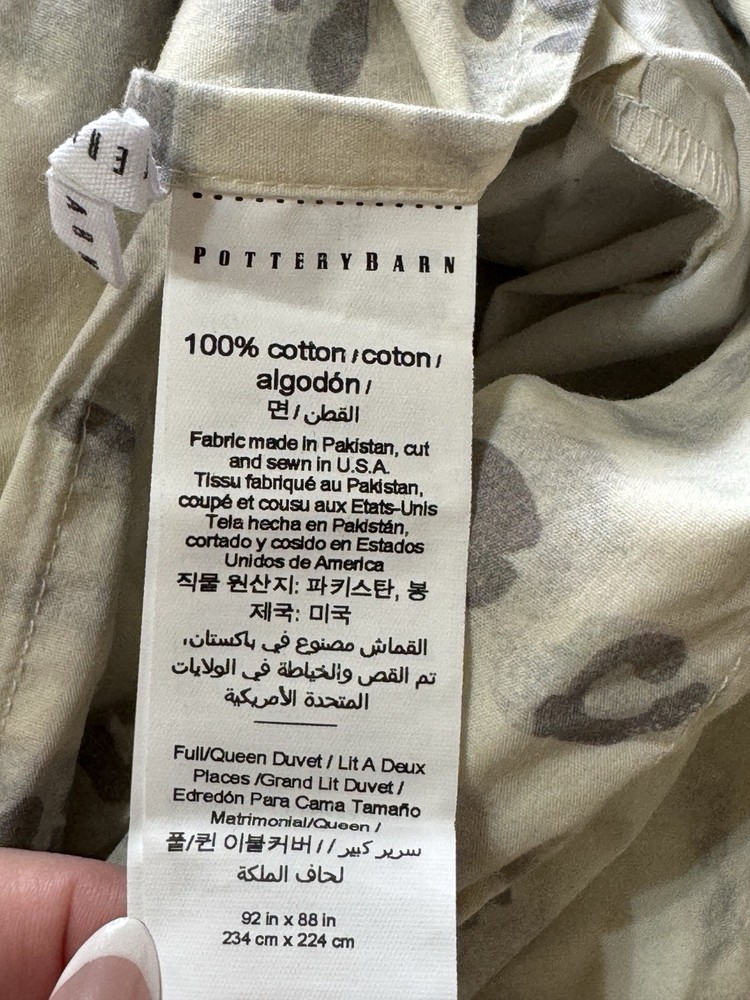 POTTERYBARN
100% cotton / coton /
algodón /
면 / القطن
Fabric made in Pakistan, cut
and sewn in U.S.A.
Tissu fabriqué au Pakistan,
coupé et cousu aux Etats-Unis
Tela hecha en Pakistán,
cortado y cosido en Estados
Unidos de America
직물 원산지: 파키스탄, 봉
제국: 미국
القماش مصنوع في باكستان،
تم القص والخياطة في الولايات
المتحدة الأمريكية
Full/Queen Duvet / Lit A Deux
Places /Grand Lit Duvet /
Edredón Para Cama Tamaño
Matrimonial/Queen /
풀/퀸 이불커버 / / سرير كبير
لحاف الملكة
92 in x 88 in
234 cm x 224 cm